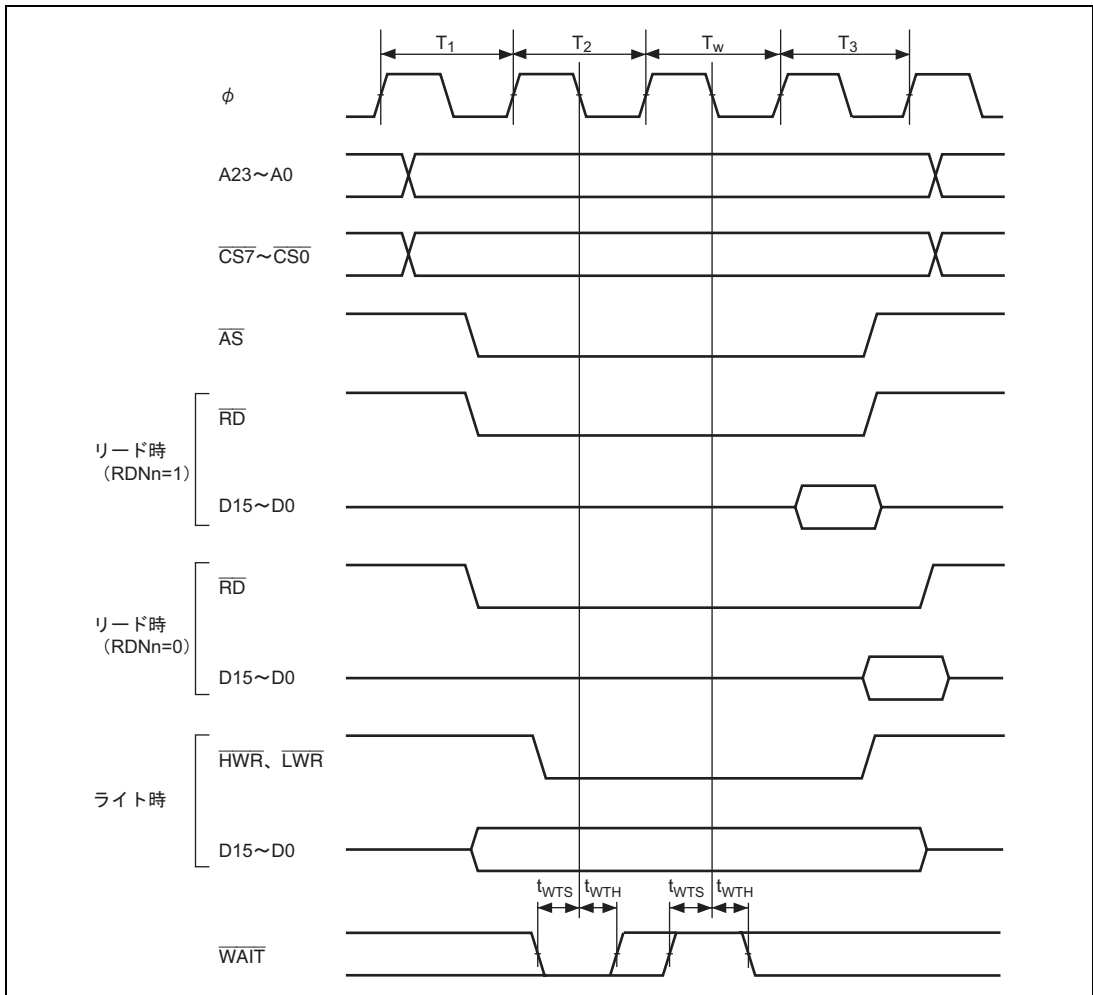 T1 T2 Tw T3
φ
A23～A0
CS7～CS0
AS
RD
リード時
（RDNn=1）
D15～D0
RD
リード時
（RDNn=0）
D15～D0
HWR、LWR
ライト時
D15～D0
tWTS tWTH tWTS tWTH
WAIT